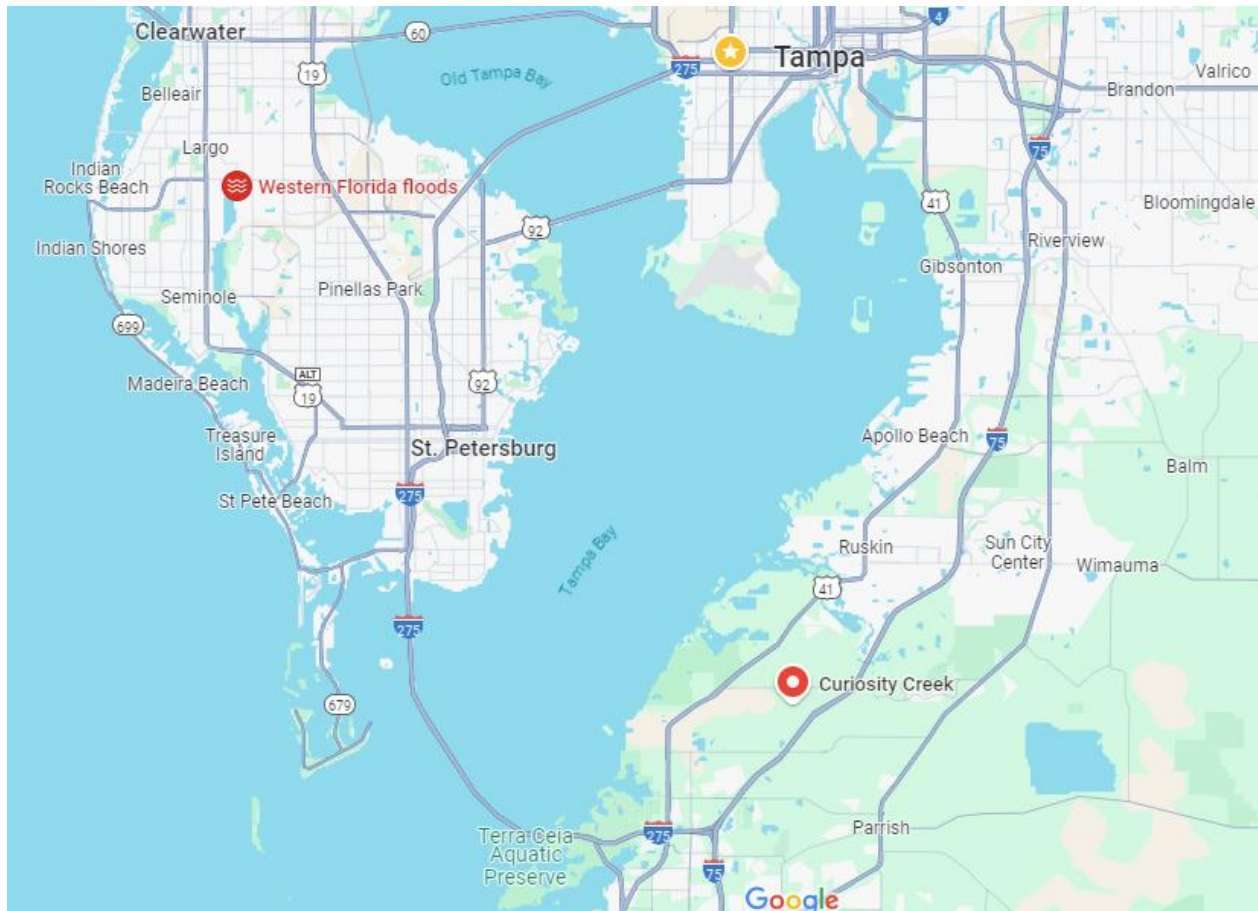 Clearwater
60
4
19
275
Tampa
Old Tampa Bay
Valrico
Belleair
Brandon
Largo
75
Indian
Rocks Beach
Western Florida floods
41
Bloomingdale
92
Indian Shores
Riverview
Gibsonton
Pinellas Park
Seminole
699
Madeira Beach
ALT
19
92
Treasure
Island
St. Petersburg
Apollo Beach
75
Balm
St Pete Beach
275
Tampa Bay
Ruskin
Sun City
Center
Wimauma
41
275
Curiosity Creek
679
Terra Ceia
Aquatic
Preserve
275
Parrish
75
Google